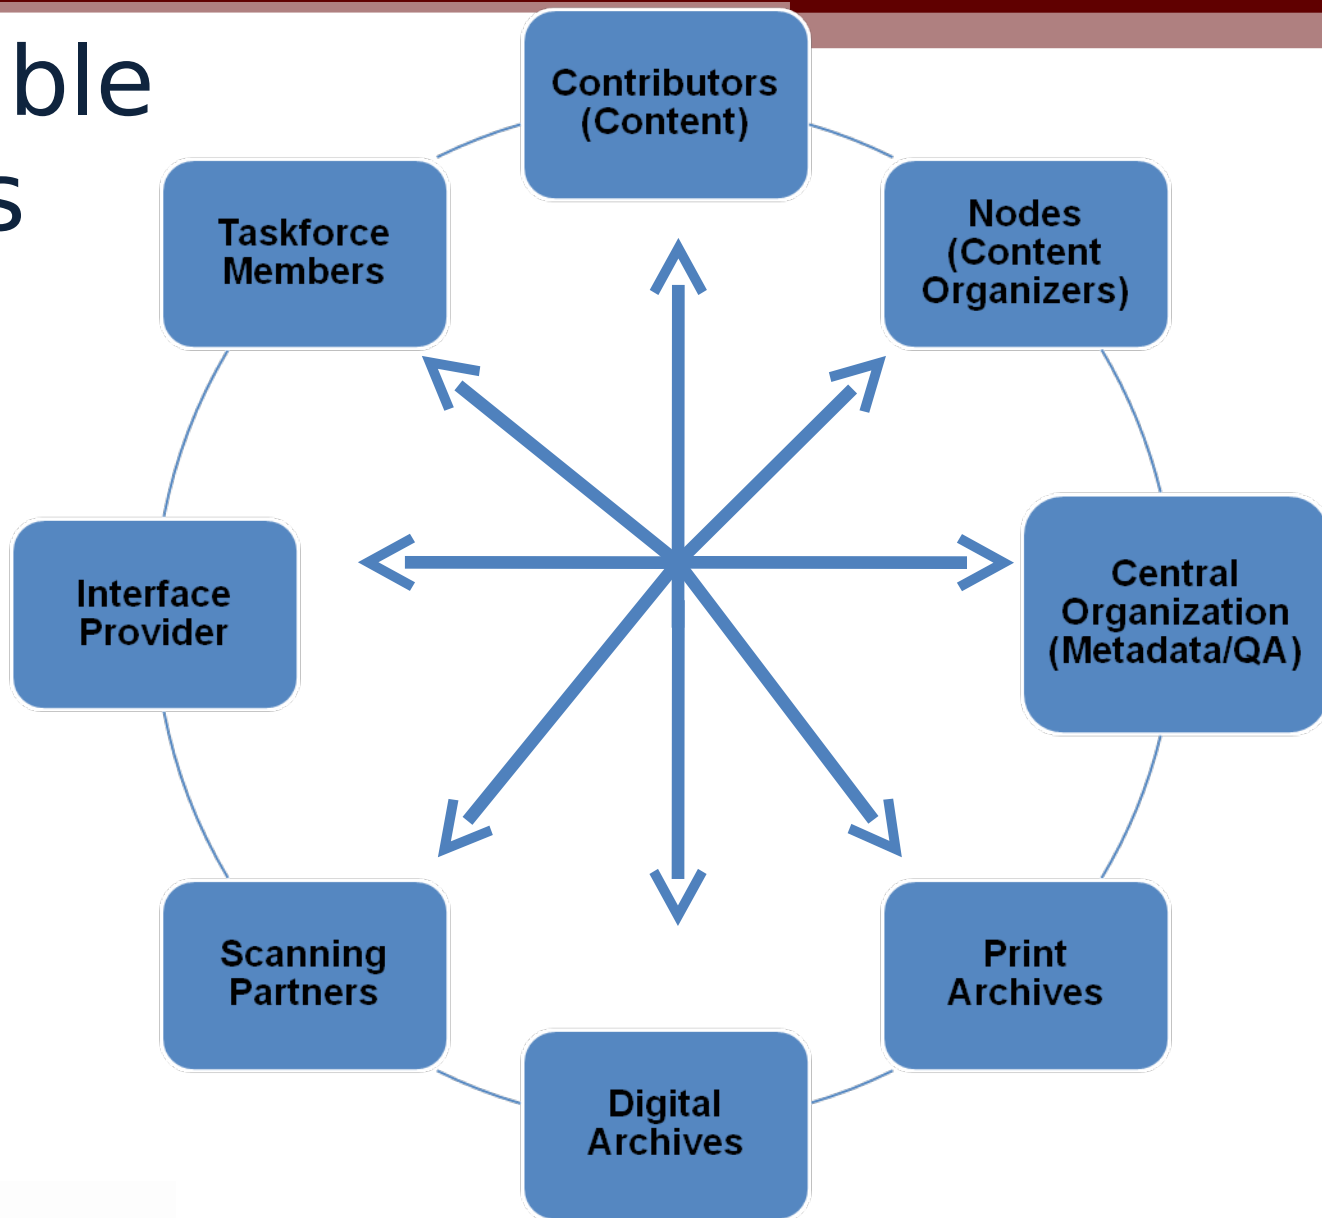 ble
s
Contributors
(Content)
Nodes
(Content
Organizers)
Central
Organization
(Metadata/QA)
Print
Archives
Digital
Archives
Scanning
Partners
Interface
Provider
Taskforce
Members